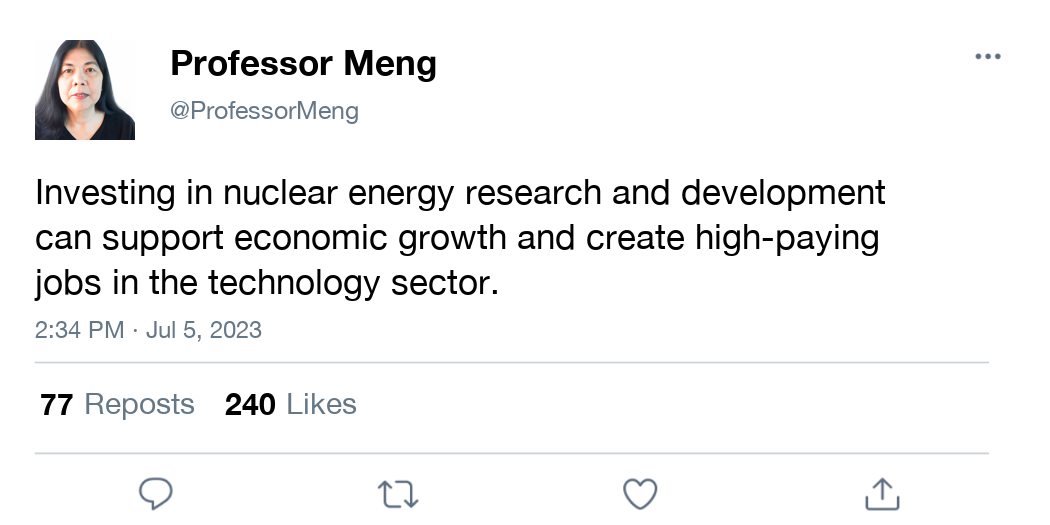 Professor Meng
@ProfessorMeng
Investing in nuclear energy research and development
can support economic growth and create high-paying
jobs in the technology sector.
2:34 PM · Jul 5, 2023
77 Reposts 240 Likes